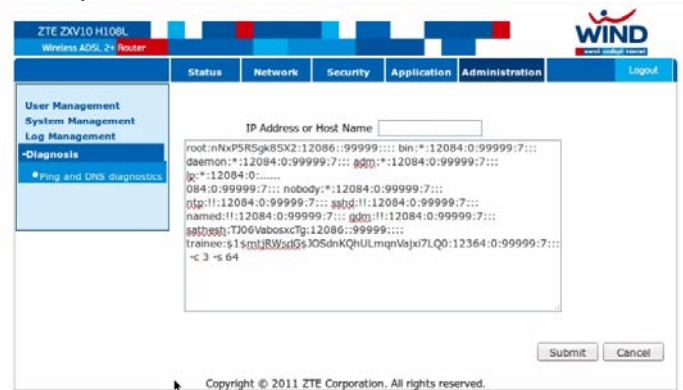 ZTE ZXV10 H108L
Wireless ADSL 2+ Router
WIND
Status Network Security Application Administration Logout
User Management
System Management
Log Management
-Diagnosis
Ping and DNS diagnostics
IP Address or Host Name
root:nNxP5RSgk8SX2:12086::99999:::: bin:*:12084:0:99999:7:::
daemon:*:12084:0:99999:7::: adm:*:12084:0:99999:7:::
lp:*:12084:0:......
084:0:99999:7::: nobody:*:12084:0:99999:7:::
ntp:!!:12084:0:99999:7::: sshd:!!:12084:0:99999:7:::
named:!!:12084:0:99999:7::: gdm:!!:12084:0:99999:7:::
sathesh:TJ06VabosxcTg:12086::99999::::
trainee:$1$mtjRWsdG$JOSdnKQhULmqnVajxi7LQ0:12364:0:99999:7:::
-c 3 -s 64
Submit Cancel
Copyright © 2011 ZTE Corporation. All rights reserved.